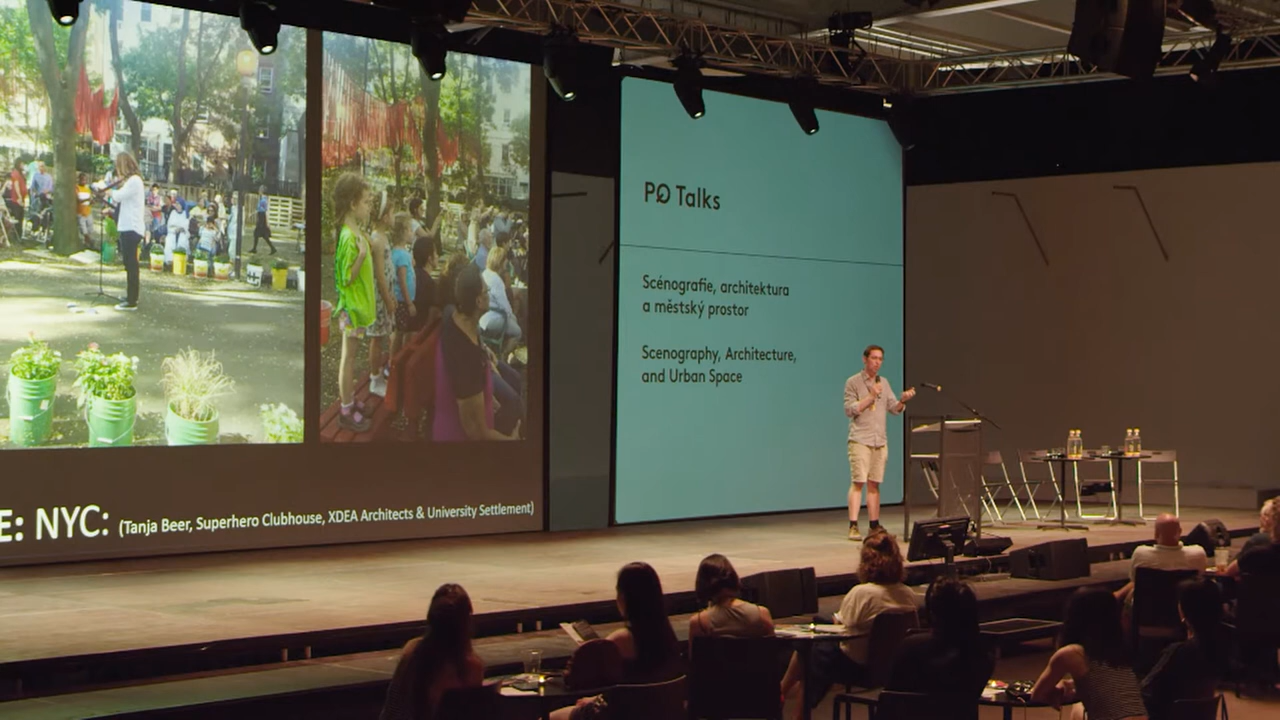 E: NYC: (Tanja Beer, Superhero Clubhouse, XDEA Architects & University Settlement)
PQ Talks
Scénografie, architektura
a městský prostor
Scenography, Architecture,
and Urban Space